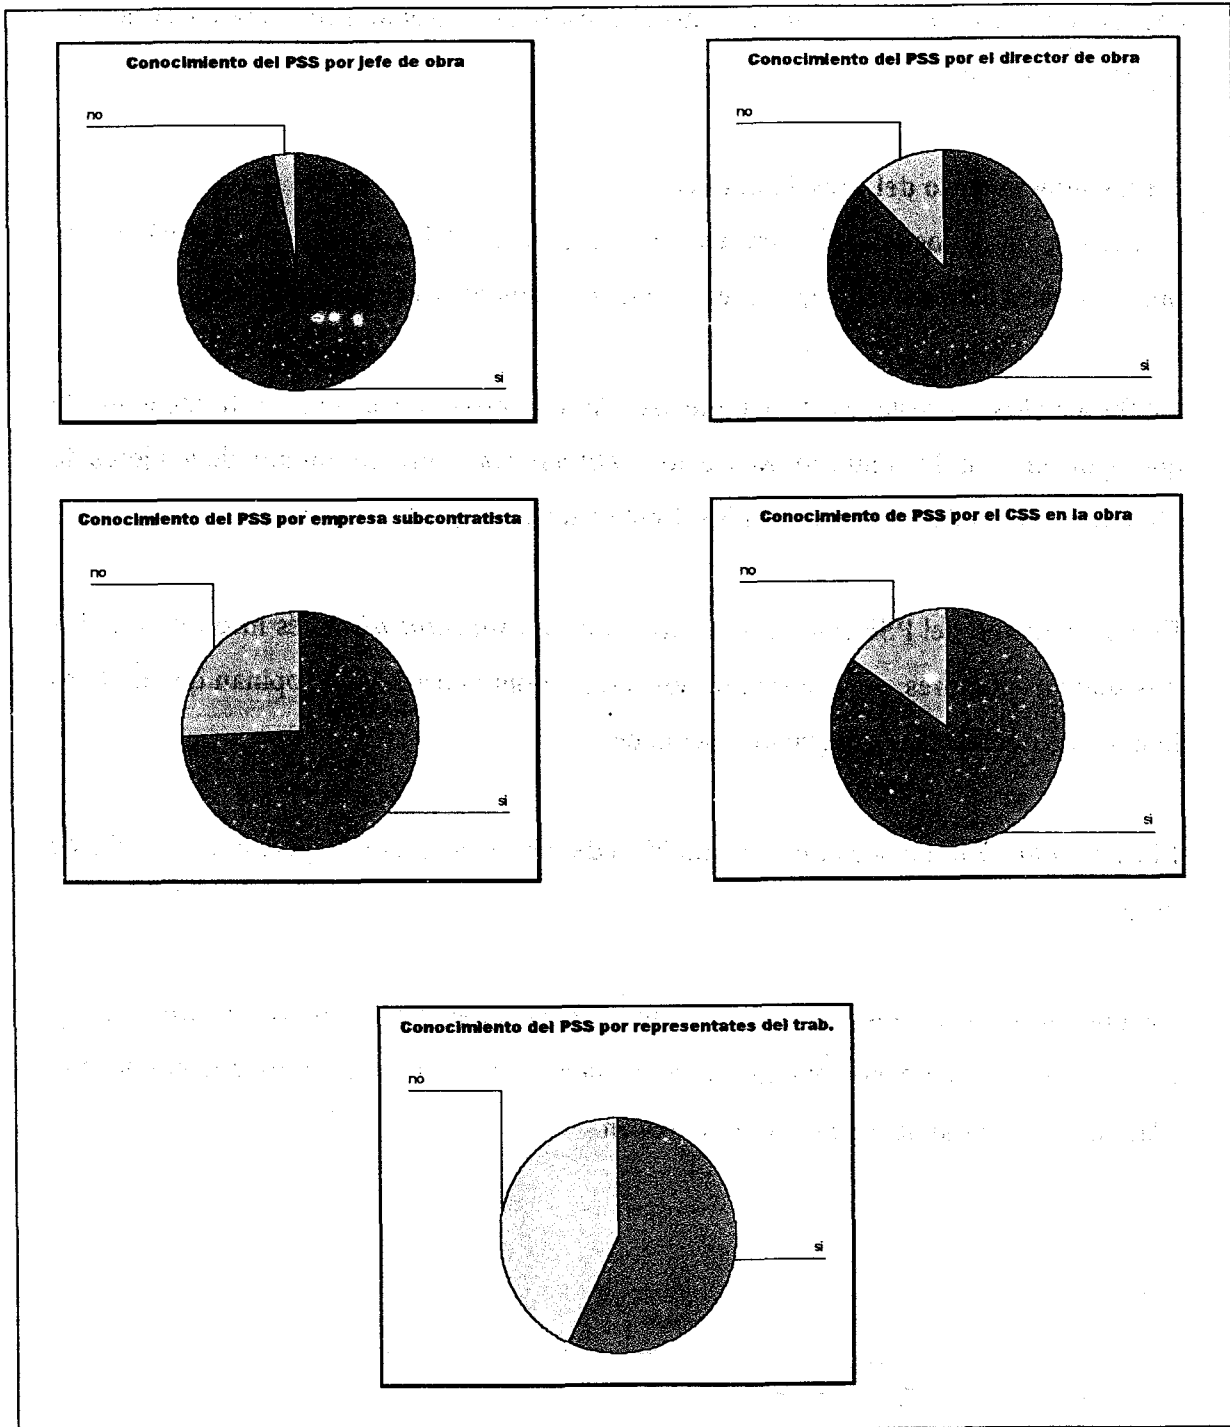 Conocimiento del PSS por jefe de obra
no
si
Conocimiento del PSS por el director de obra
no
si
Conocimiento del PSS por empresa subcontratista
no
si
Conocimiento de PSS por el CSS en la obra
no
si
Conocimiento del PSS por representates del trab.
no
si